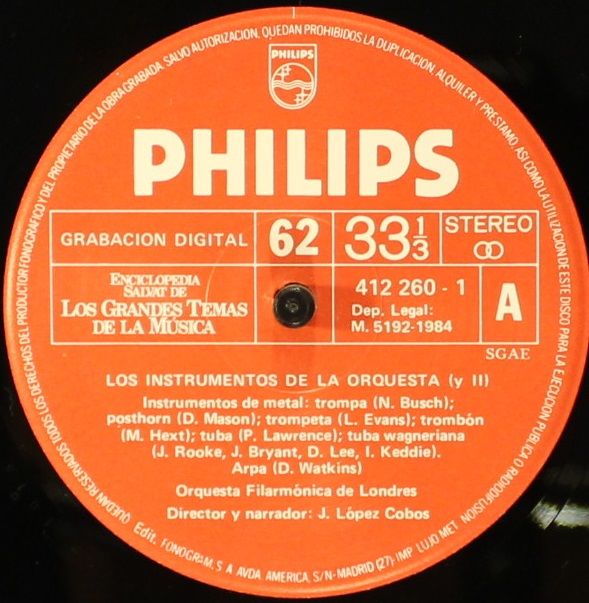 QUEDAN RESERVADOS TODOS LOS DERECHOS DEL PRODUCTOR FONOGRAFICO Y DEL PROPIETARIO DE LA OBRA GRABADA. SALVO AUTORIZACION, QUEDAN PROHIBIDOS LA DUPLICACION, ALQUILER Y PRESTAMO, ASI COMO LA UTILIZACION DE ESTE DISCO PARA LA EJECUCION PUBLICA O RADIODIFUSION
PHILIPS
PHILIPS
GRABACION DIGITAL
62
33 1/3
STEREO
ENCICLOPEDIA
SALVAT DE
LOS GRANDES TEMAS
DE LA MÚSICA
412 260 - 1
Dep. Legal:
M. 5192-1984
A
SGAE
LOS INSTRUMENTOS DE LA ORQUESTA (y II)
Instrumentos de metal: trompa (N. Busch);
posthorn (D. Mason); trompeta (L. Evans); trombón
(M. Hext); tuba (P. Lawrence); tuba wagneriana
(J. Rooke, J. Bryant, D. Lee, I. Keddie).
Arpa (D. Watkins)
Orquesta Filarmónica de Londres
Director y narrador: J. López Cobos
Edit. FONOGRAM, S A AVDA. AMERICA, S/N-MADRID (27)- IMP LUJO MET NON